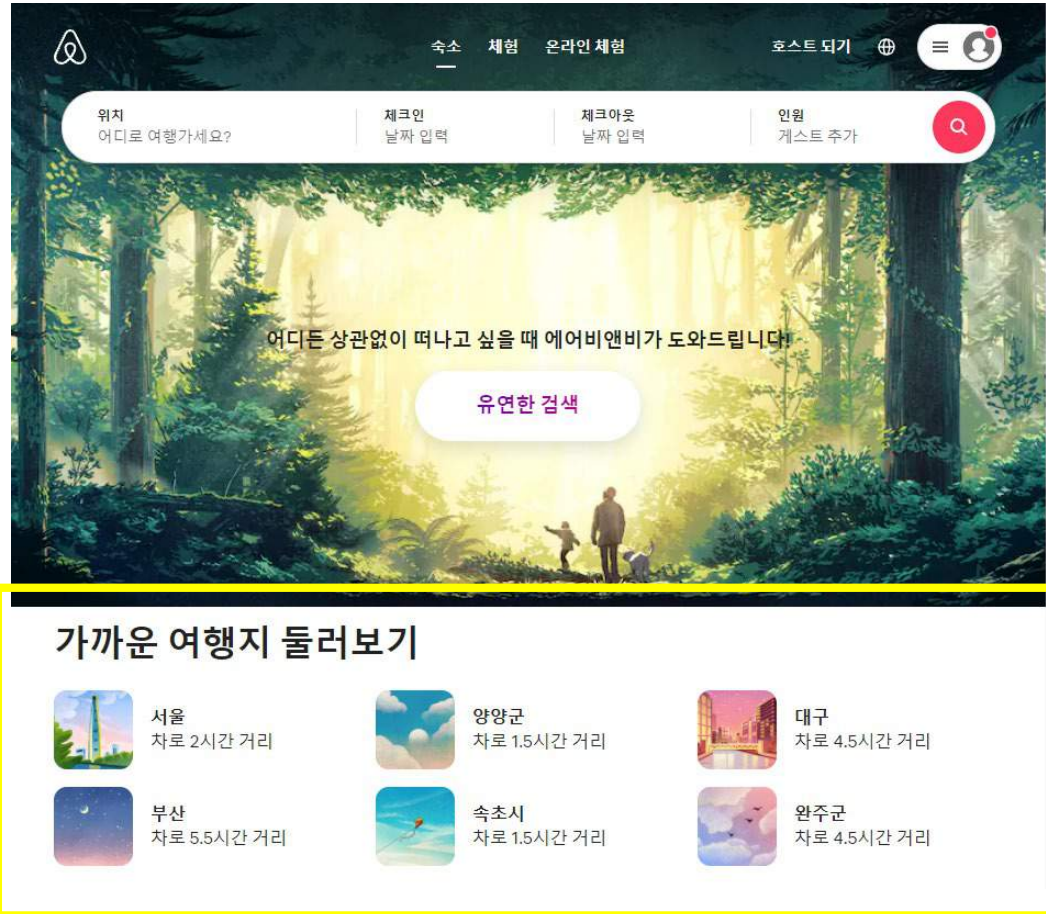 숙소 체험 온라인 체험 호스트 되기
위치 체크인 체크아웃 인원
어디로 여행가세요? 날짜 입력 날짜 입력 게스트 추가
어디든 상관없이 떠나고 싶을 때 에어비앤비가 도와드립니다!
유연한 검색
가까운 여행지 둘러보기
서울
차로 2시간 거리
양양군
차로 1.5시간 거리
대구
차로 4.5시간 거리
부산
차로 5.5시간 거리
속초시
차로 1.5시간 거리
완주군
차로 4.5시간 거리